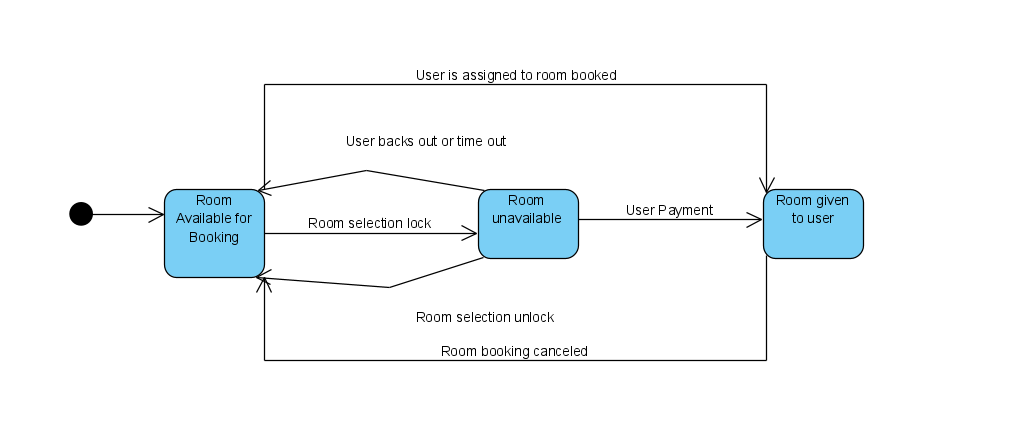 User is assigned to room booked
User backs out or time out
Room
Available for
Booking
Room selection lock
Room
unavailable
User Payment
Room given
to user
Room selection unlock
Room booking canceled